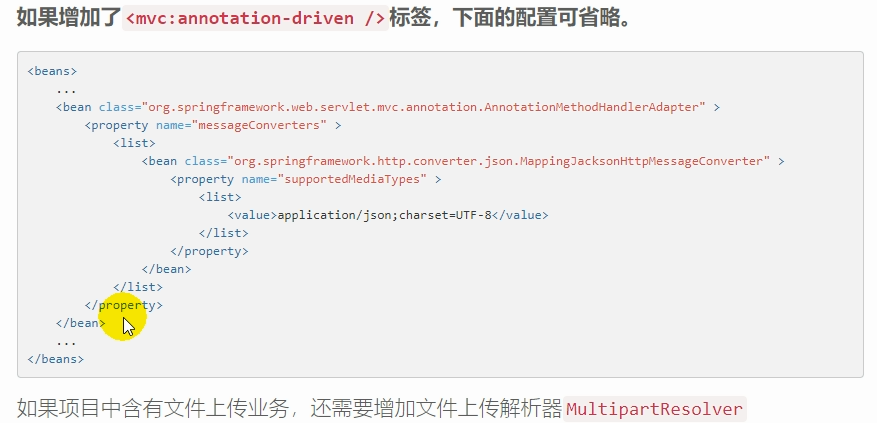 如果增加了<mvc:annotation-driven />标签，下面的配置可省略。
<beans>
...
<bean class="org.springframework.web.servlet.mvc.annotation.AnnotationMethodHandlerAdapter" >
<property name="messageConverters" >
<list>
<bean class="org.springframework.http.converter.json.MappingJacksonHttpMessageConverter" >
<property name="supportedMediaTypes" >
<list>
<value>application/json;charset=UTF-8</value>
</list>
</property>
</bean>
</list>
</property>
</bean>
...
</beans>
如果项目中含有文件上传业务，还需要增加文件上传解析器MultipartResolver